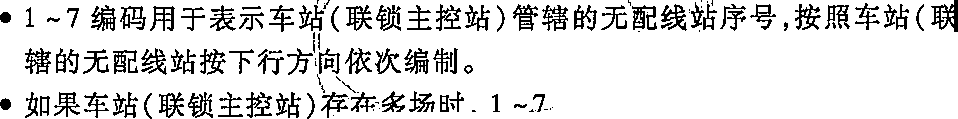 ● 1~7 编码用于表示车站(联锁主控站)管辖的无配线站序号,按照车站(联
辖的无配线站按下行方向依次编制。
● 如果车站(联锁主控站)存在多场时,1~7